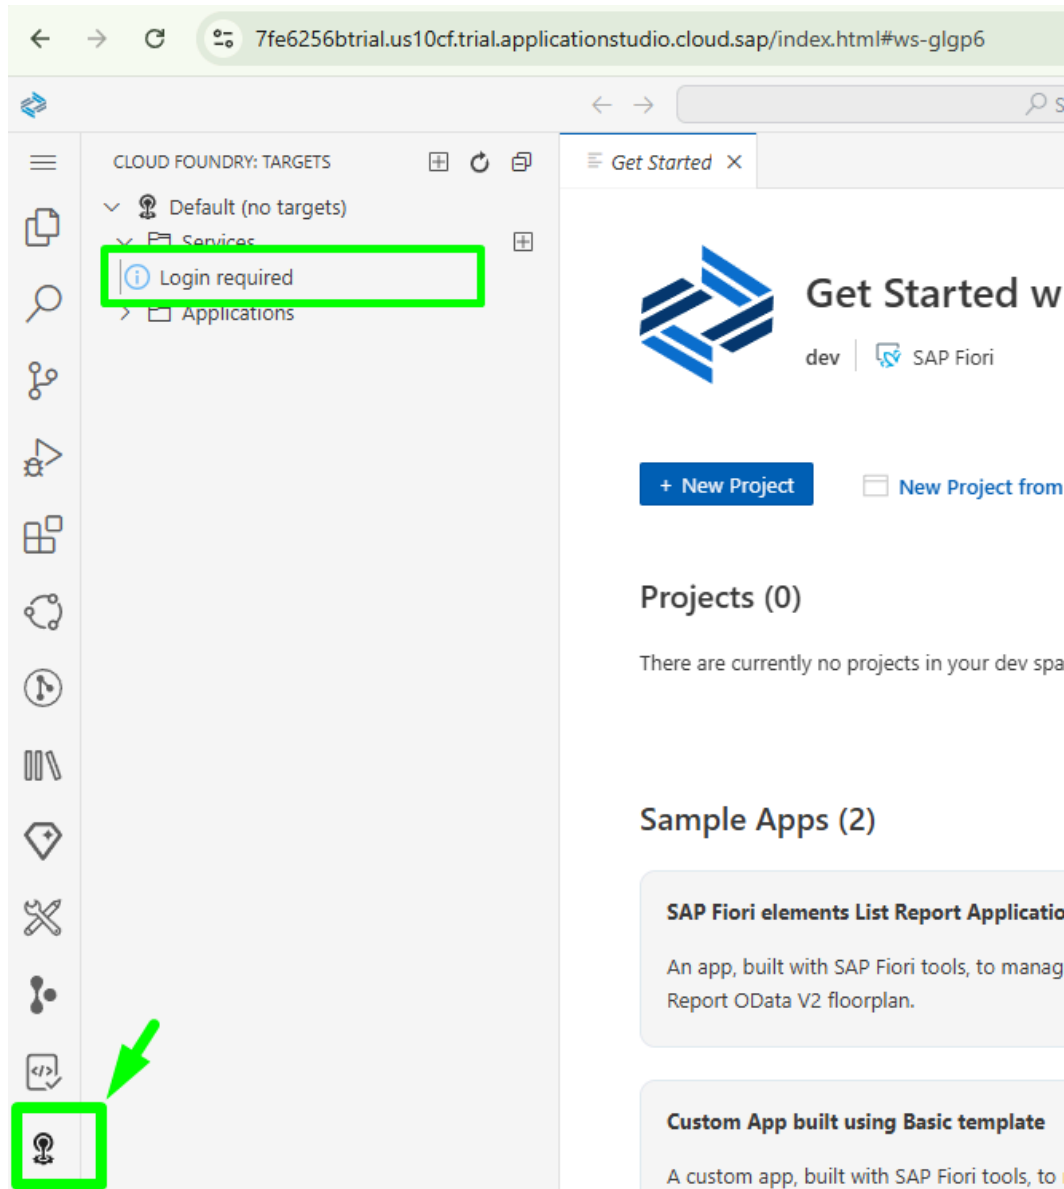 7fe6256btrial.us10cf.trial.applicationstudio.cloud.sap/index.html#ws-glgp6
CLOUD FOUNDRY: TARGETS
Default (no targets)
Services
Login required
Applications
Get Started
Get Started w
dev
SAP Fiori
+ New Project
New Project from
Projects (0)
There are currently no projects in your dev spa
Sample Apps (2)
SAP Fiori elements List Report Applicatio
An app, built with SAP Fiori tools, to manag
Report OData V2 floorplan.
Custom App built using Basic template
A custom app, built with SAP Fiori tools, to